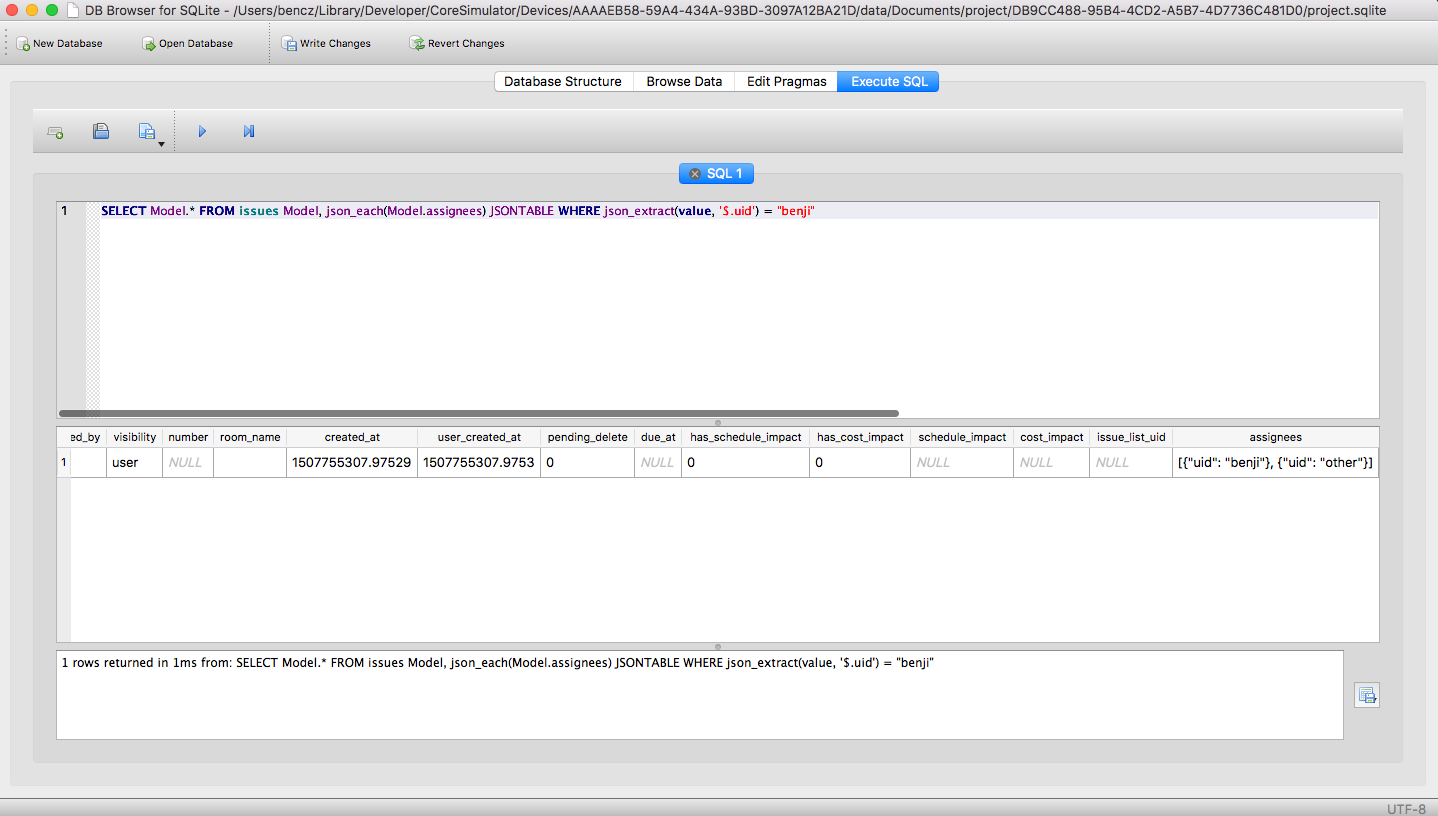 DB Browser for SQLite - /Users/bencz/Library/Developer/CoreSimulator/Devices/AAAAEB58-59A4-434A-93BD-3097A12BA21D/data/Documents/project/DB9CC488-95B4-4CD2-A5B7-4D7736C481D0/project.sqlite
New Database Open Database Write Changes Revert Changes
Database Structure Browse Data Edit Pragmas Execute SQL
SQL 1
1 SELECT Model.* FROM issues Model, json_each(Model.assignees) JSONTABLE WHERE json_extract(value, '$.uid') = "benji"
ed_by visibility number room_name created_at user_created_at pending_delete due_at has_schedule_impact has_cost_impact schedule_impact cost_impact issue_list_uid assignees
1 user NULL 1507755307.97529 1507755307.9753 0 NULL 0 0 NULL NULL NULL [{"uid": "benji"}, {"uid": "other"}]
1 rows returned in 1ms from: SELECT Model.* FROM issues Model, json_each(Model.assignees) JSONTABLE WHERE json_extract(value, '$.uid') = "benji"
UTF-8